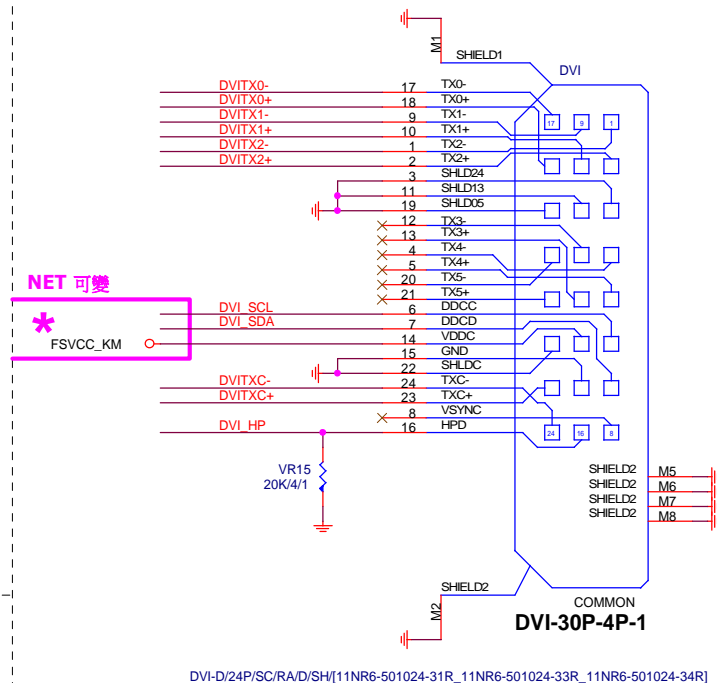 M1
SHIELD1
DVI
DVITX0- 17 TX0-
DVITX0+ 18 TX0+
DVITX1- 9 TX1-
DVITX1+ 10 TX1+
DVITX2- 1 TX2-
DVITX2+ 2 TX2+
3 SHLD24
11 SHLD13
19 SHLD05
12 TX3-
13 TX3+
4 TX4-
5 TX4+
20 TX5-
21 TX5+
17 9 1
NET 可變
*
FSVCC_KM
DVI_SCL 6 DDCC
DVI_SDA 7 DDCD
14 VDDC
15 GND
22 SHLDC
DVITXC- 24 TXC-
DVITXC+ 23 TXC+
8 VSYNC
DVI_HP 16 HPD
24 16 8
VR15
20K/4/1
SHIELD2 M5
SHIELD2 M6
SHIELD2 M7
SHIELD2 M8
SHIELD2
M2
COMMON
DVI-30P-4P-1
DVI-D/24P/SC/RA/D/SH/[11NR6-501024-31R_11NR6-501024-33R_11NR6-501024-34R]